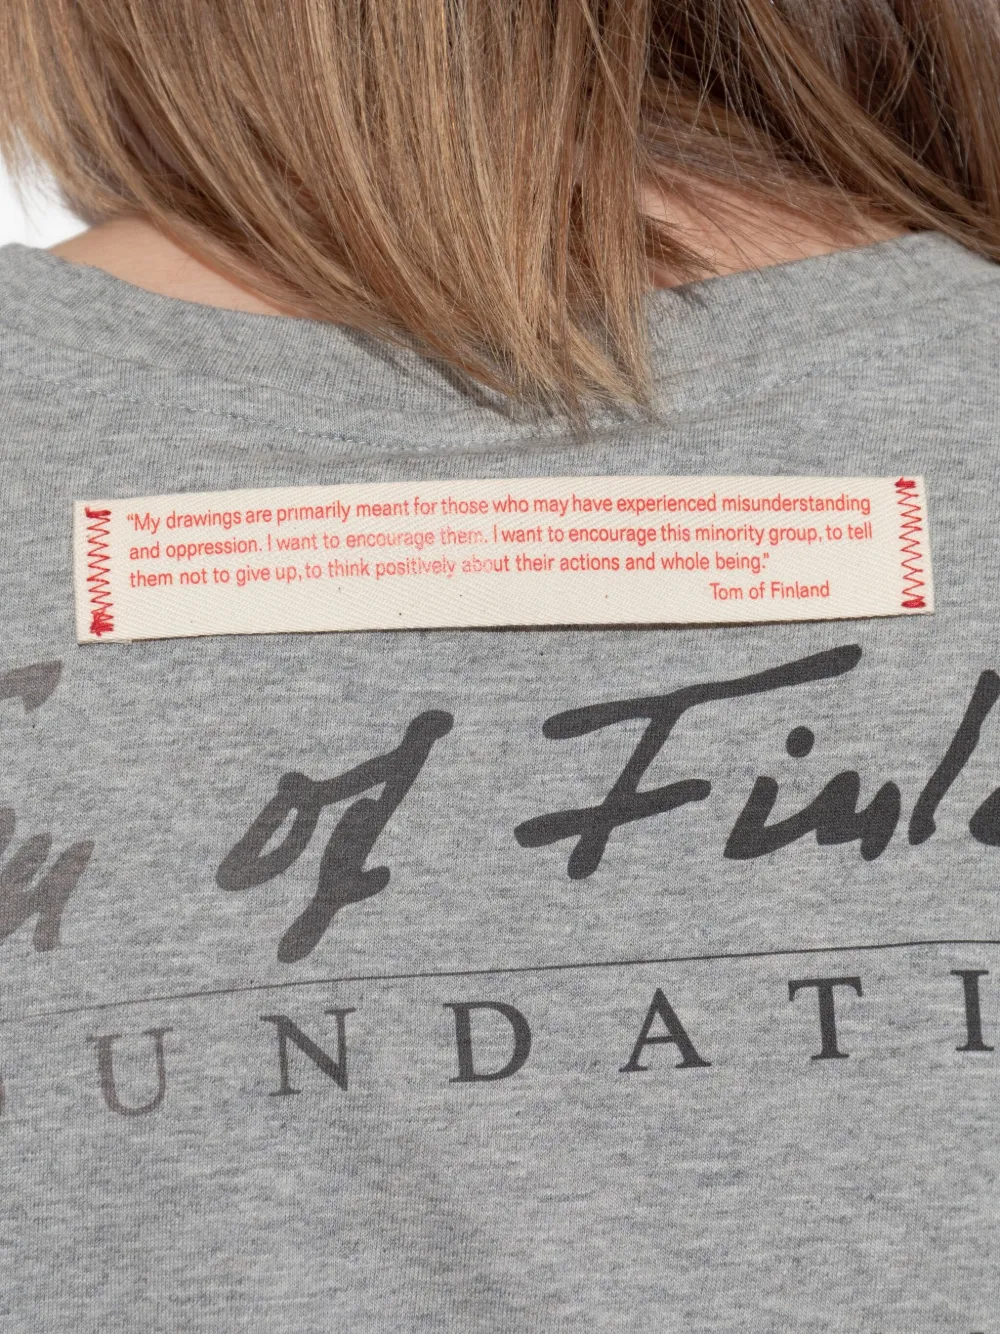 “My drawings are primarily meant for those who may have experienced misunderstanding
and oppression. I want to encourage them. I want to encourage this minority group, to tell
them not to give up, to think positively about their actions and whole being.”
Tom of Finland
of Finl
UNDATI